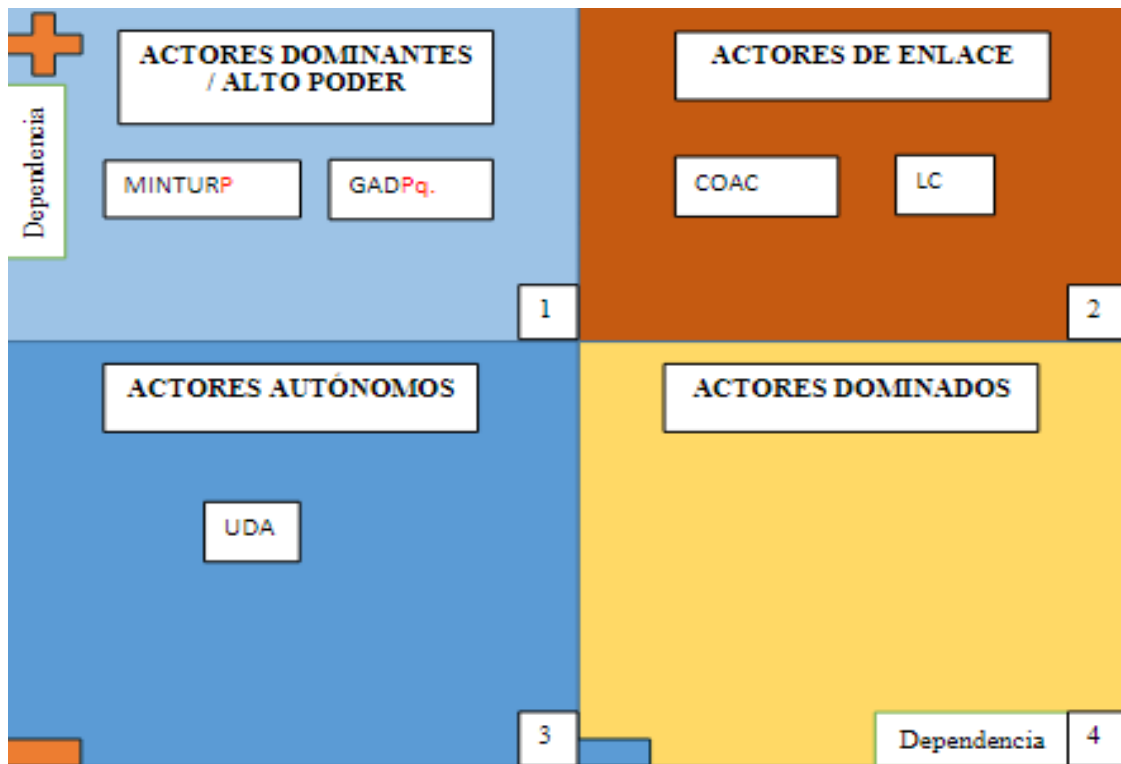 ACTORES DOMINANTES
/ ALTO PODER
ACTORES DE ENLACE
Dependencia
MINTURP
GADPq.
COAC
LC
1
2
ACTORES AUTÓNOMOS
ACTORES DOMINADOS
UDA
3
Dependencia
4